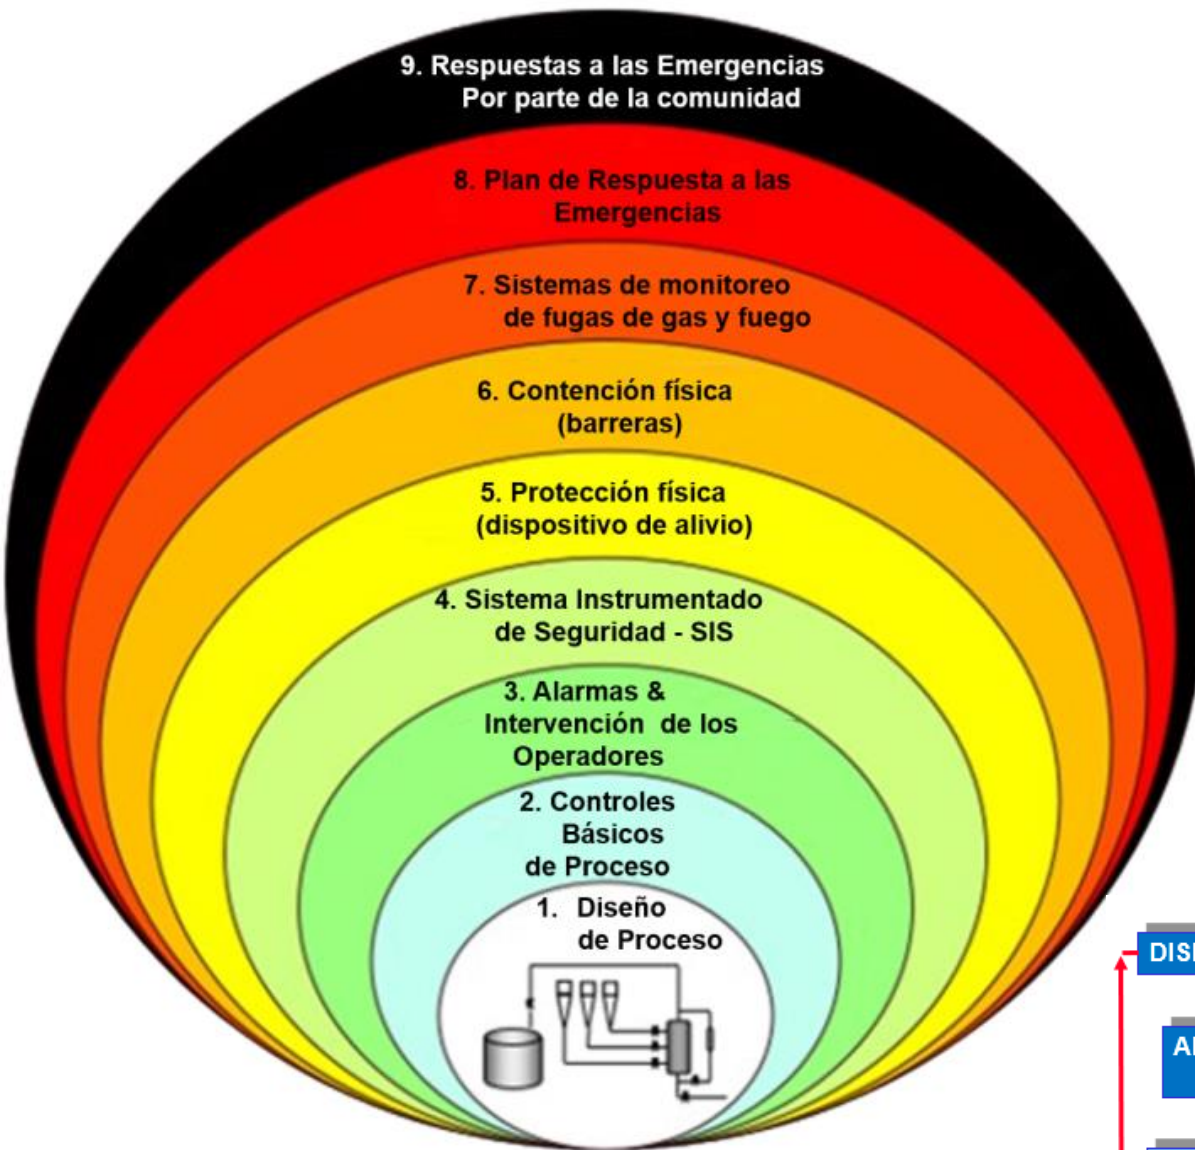 9. Respuestas a las Emergencias
Por parte de la comunidad
8. Plan de Respuesta a las
Emergencias
7. Sistemas de monitoreo
de fugas de gas y fuego
6. Contención física
(barreras)
5. Protección física
(dispositivo de alivio)
4. Sistema Instrumentado
de Seguridad - SIS
3. Alarmas &
Intervención de los
Operadores
2. Controles
Básicos
de Proceso
1. Diseño
de Proceso